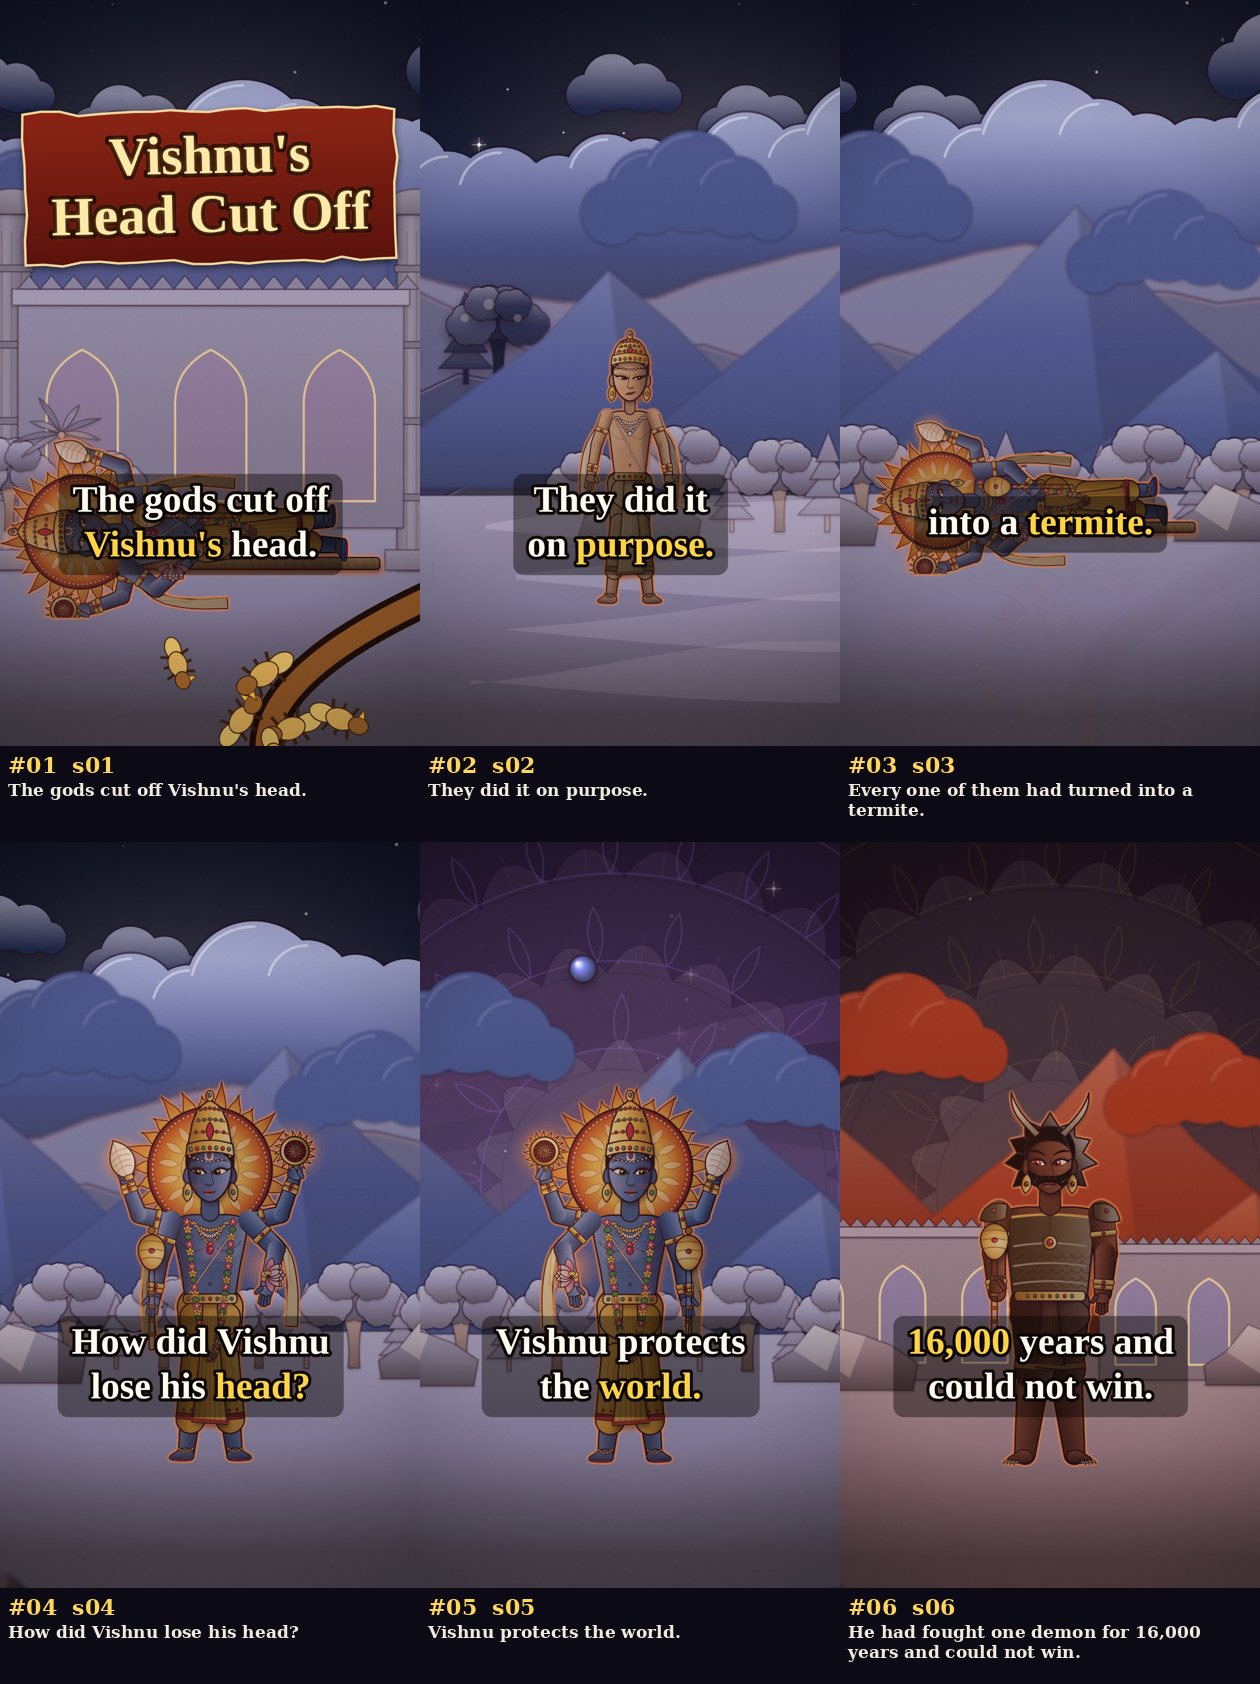 Vishnu's
Head Cut Off
The gods cut off
Vishnu's head.
They did it
on purpose.
into a termite.
#01 s01
The gods cut off Vishnu's head.
#02 s02
They did it on purpose.
#03 s03
Every one of them had turned into a
termite.
How did Vishnu
lose his head?
Vishnu protects
the world.
16,000 years and
could not win.
#04 s04
How did Vishnu lose his head?
#05 s05
Vishnu protects the world.
#06 s06
He had fought one demon for 16,000
years and could not win.